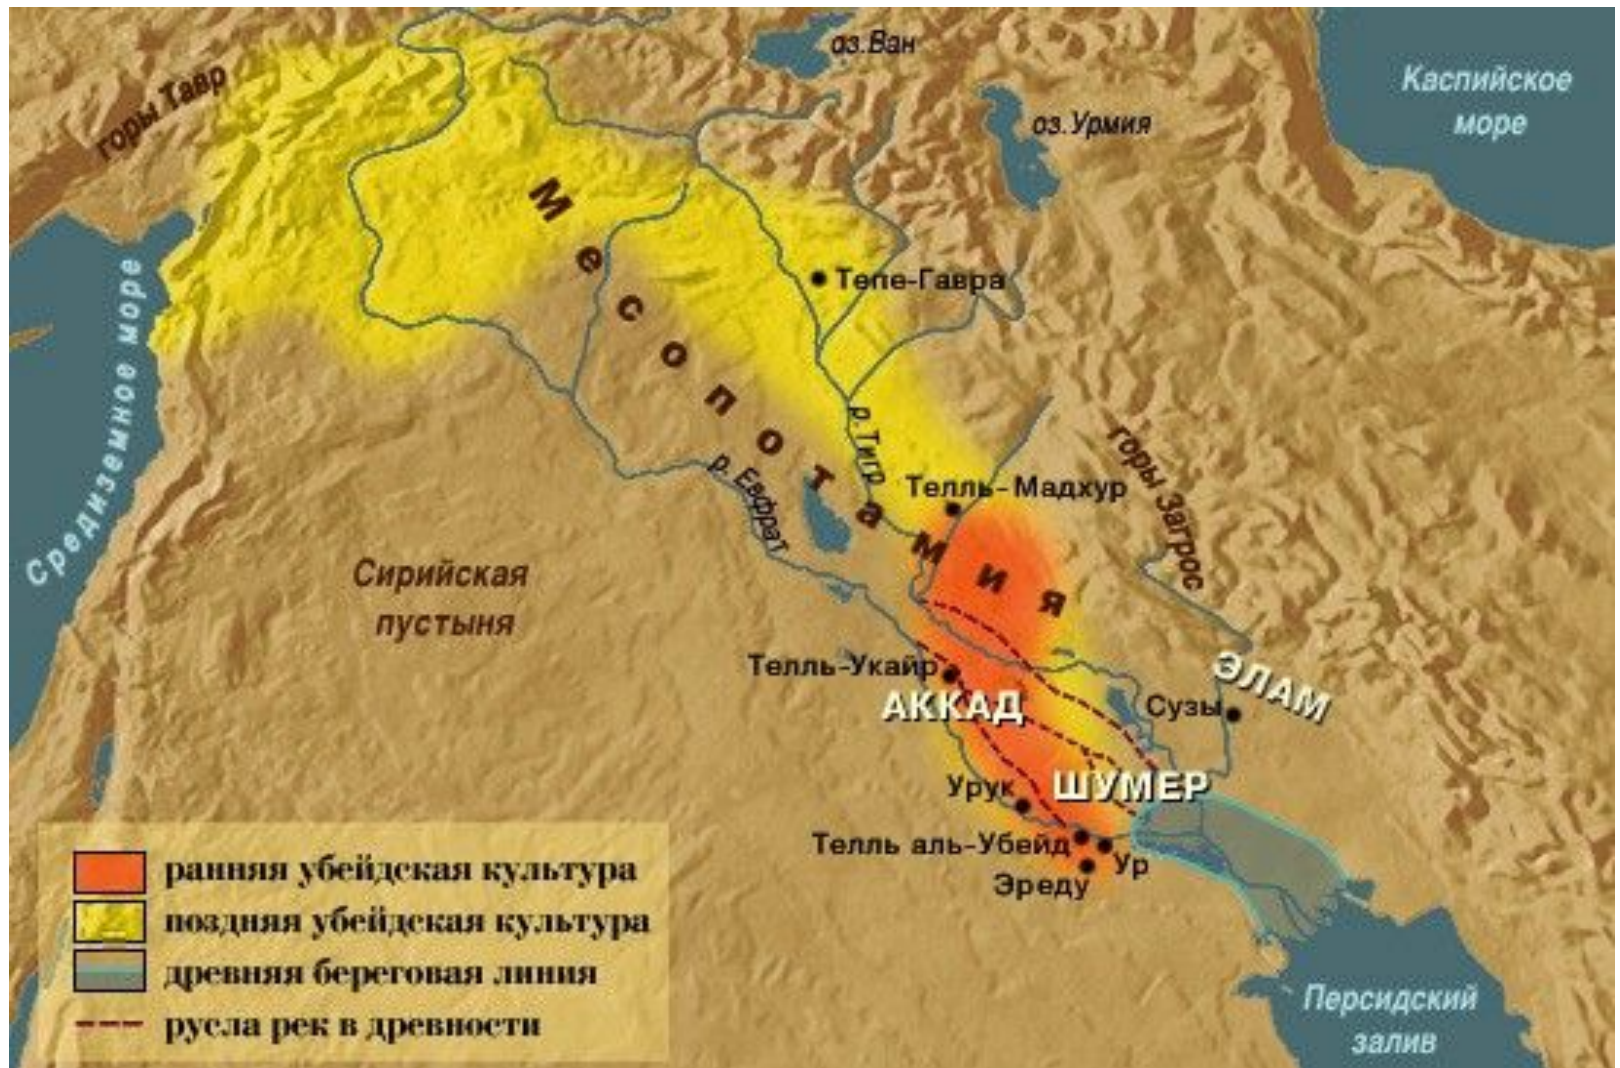 оз.Ван
Каспийское
море
горы Тавр
оз.Урмия
Месопотамия
Тепе-Гавра
Средиземное море
р.Тигр
горы Загрос
р. Евфрат
Телль-Мадхур
Сирийская
пустыня
Телль-Укайр
ЭЛАМ
АККАД
Сузы
Урук
ШУМЕР
Телль аль-Убейд
Ур
Эреду
ранняя убейдская культура
поздняя убейдская культура
древняя береговая линия
русла рек в древности
Персидский
залив